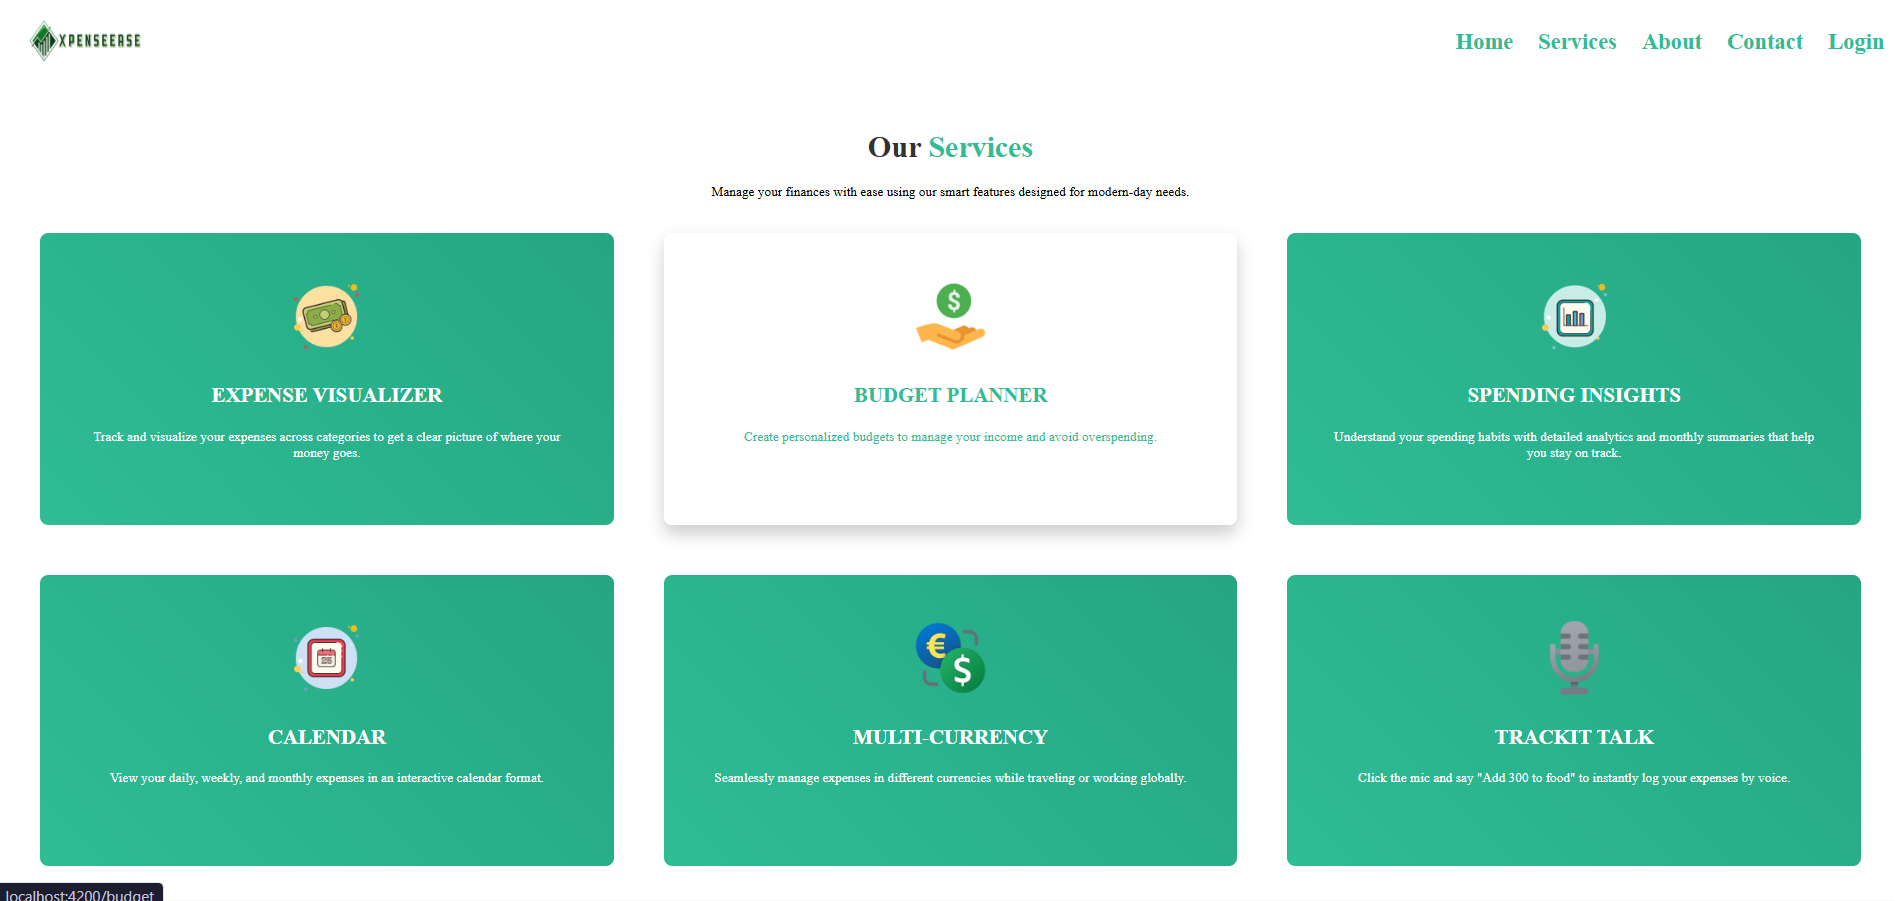 XPENSEEASE
Home Services About Contact Login
Our Services
Manage your finances with ease using our smart features designed for modern-day needs.
EXPENSE VISUALIZER
Track and visualize your expenses across categories to get a clear picture of where your
money goes.
BUDGET PLANNER
Create personalized budgets to manage your income and avoid overspending.
SPENDING INSIGHTS
Understand your spending habits with detailed analytics and monthly summaries that help
you stay on track.
CALENDAR
View your daily, weekly, and monthly expenses in an interactive calendar format.
MULTI-CURRENCY
Seamlessly manage expenses in different currencies while traveling or working globally.
TRACKIT TALK
Click the mic and say "Add 300 to food" to instantly log your expenses by voice.
localhost:4200/budget